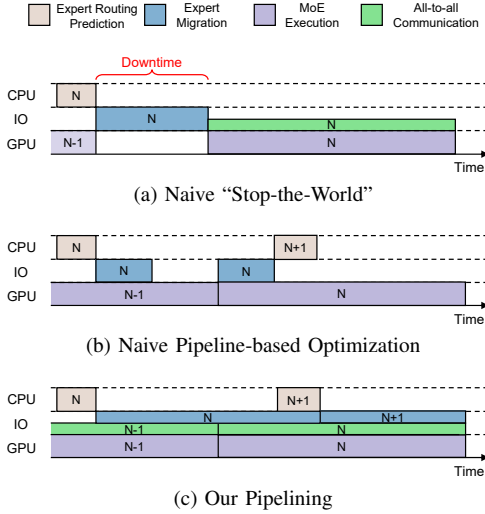 Expert Routing Prediction
Expert Migration
MoE Execution
All-to-all Communication
Downtime
CPU
N
IO
N
N
GPU
N-1
N
Time
(a) Naive “Stop-the-World”
CPU
N
N+1
IO
N
N
GPU
N-1
N
Time
(b) Naive Pipeline-based Optimization
CPU
N
N+1
IO
N
N+1
N-1
N
GPU
N-1
N
Time
(c) Our Pipelining